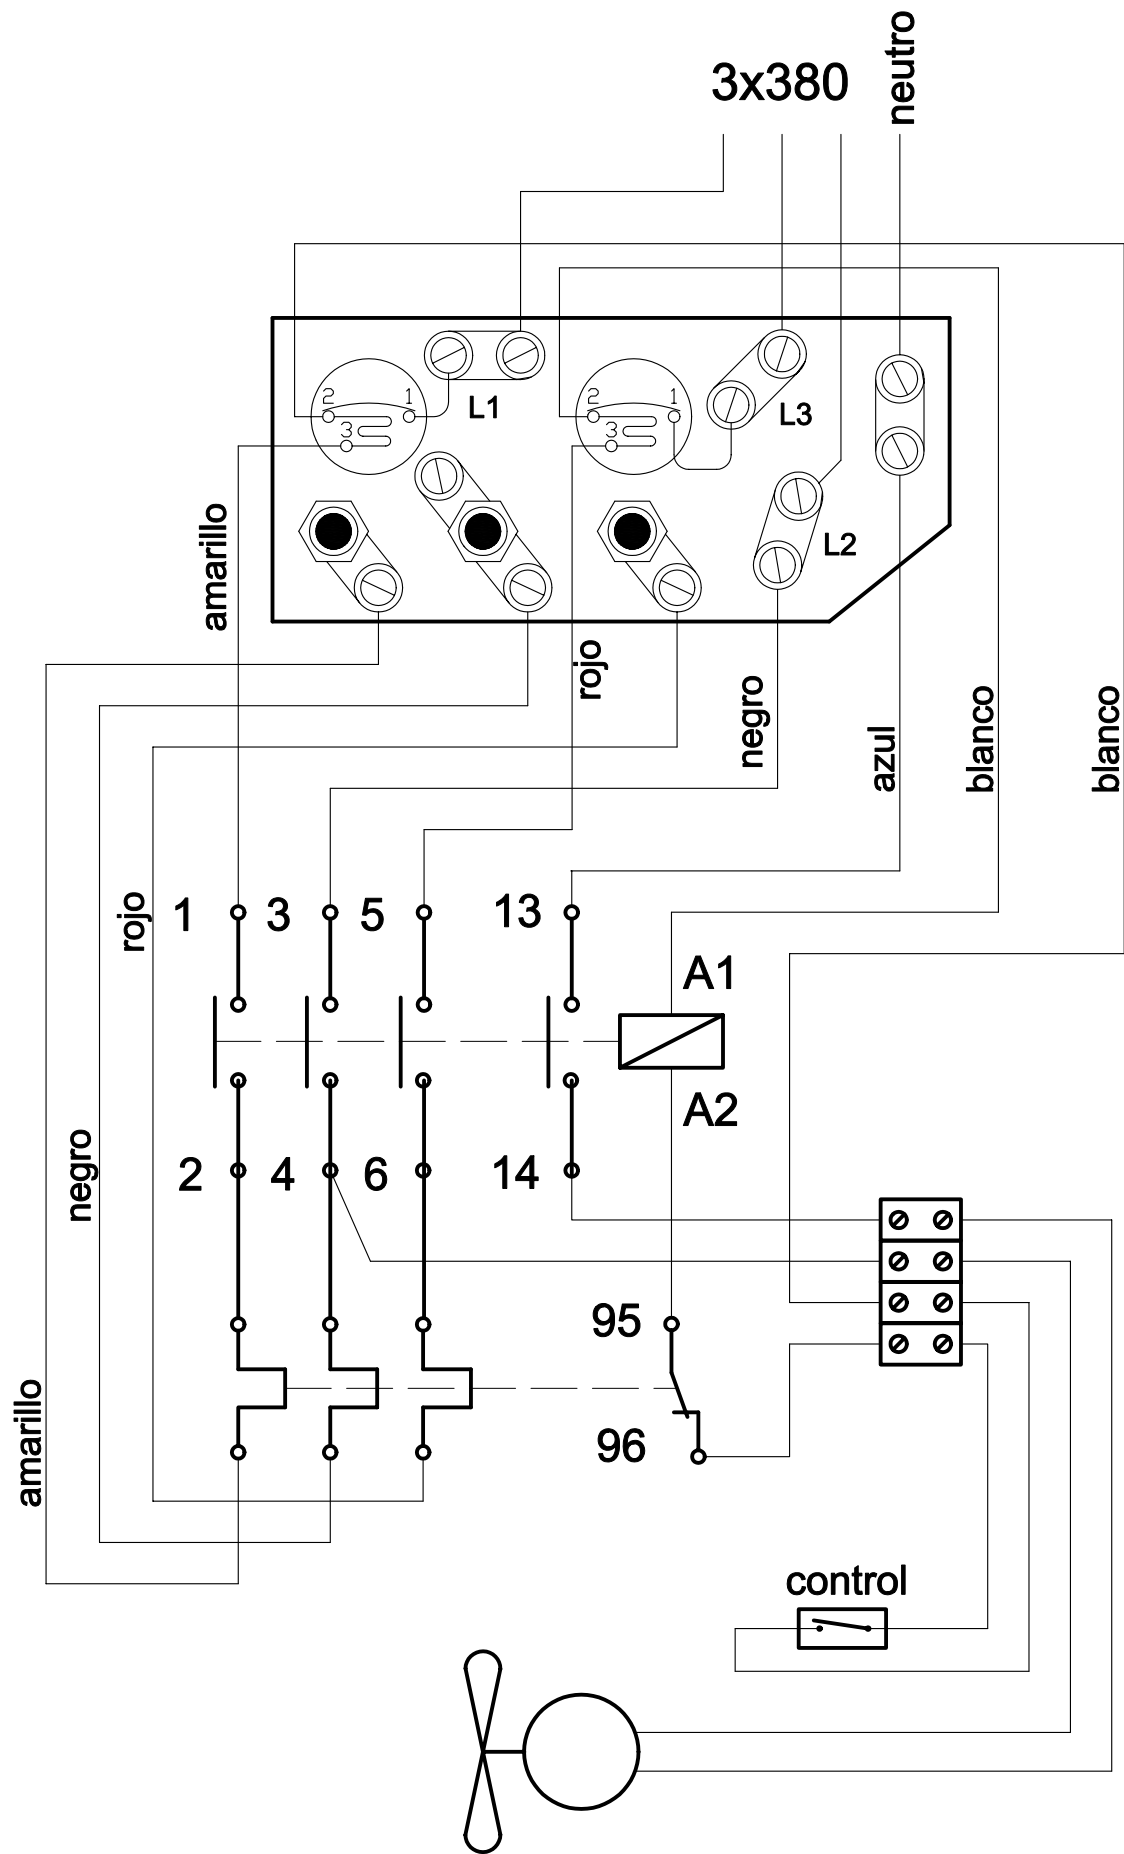 3x380
neutro
2
1
3
L1
2
1
3
L3
L2
amarillo
rojo
negro
azul
blanco
blanco
rojo
1
3
5
13
A1
A2
negro
2
4
6
14
95
96
amarillo
control